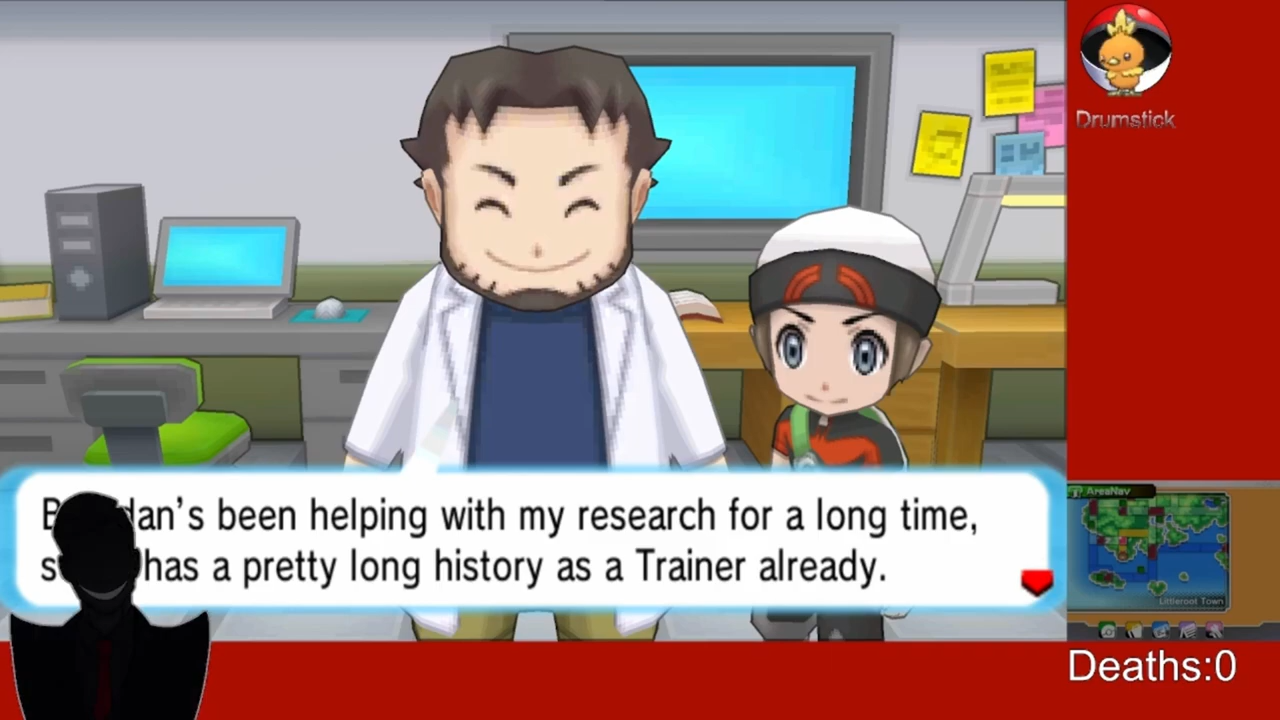 Drumstick
dan's been helping with my research for a long time,
has a pretty long history as a Trainer already.
AreaNav
Littleroot Town
Deaths:0